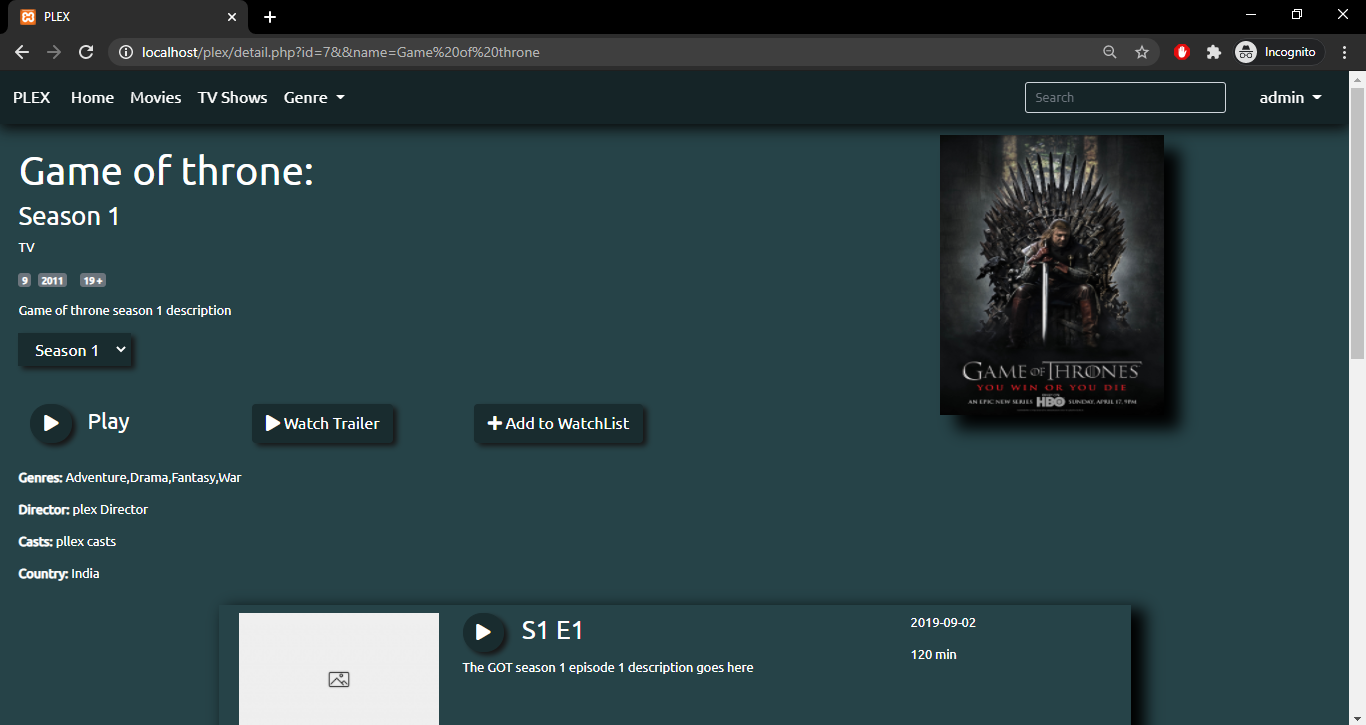 PLEX
localhost/plex/detail.php?id=7&&name=Game%20of%20throne
Incognito
PLEX Home Movies TV Shows Genre Search admin
Game of throne:
Season 1
TV
9 2011 19+
Game of throne season 1 description
Season 1
Play Watch Trailer Add to WatchList
Genres: Adventure,Drama,Fantasy,War
Director: plex Director
Casts: pllex casts
Country: India
GAME OF THRONES
YOU WIN OR YOU DIE
AN EPIC NEW SERIES HBO SUNDAY, APRIL 17, 9PM
S1 E1
The GOT season 1 episode 1 description goes here
2019-09-02
120 min